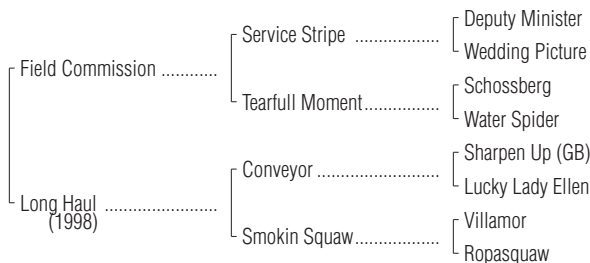 Deputy Minister
Service Stripe ..................
Wedding Picture
Field Commission ............
Schossberg
Tearfull Moment................
Water Spider
Sharpen Up (GB)
Conveyor ..........................
Lucky Lady Ellen
Long Haul ........................
(1998)
Villamor
Smokin Squaw..................
Ropasquaw